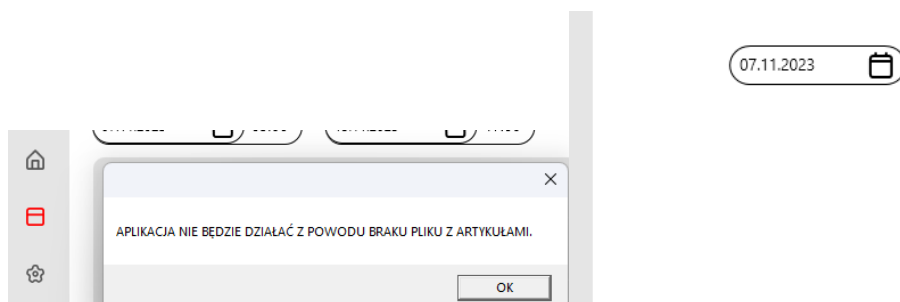 07.11.2023
APLIKACJA NIE BĘDZIE DZIAŁAĆ Z POWODU BRAKU PLIKU Z ARTYKUŁAMI.
OK